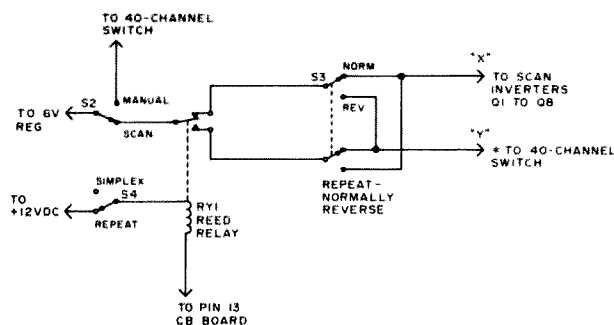 TO 40-CHANNEL
SWITCH
S2
MANUAL
TO 6V
REG
SCAN
S3
NORM
REV
"X"
TO SCAN
INVERTERS
Q1 TO Q8
"Y"
* TO 40-CHANNEL
SWITCH
REPEAT-
NORMALLY
REVERSE
SIMPLEX
S4
TO
+12VDC
REPEAT
RY1
REED
RELAY
TO PIN 13
CB BOARD